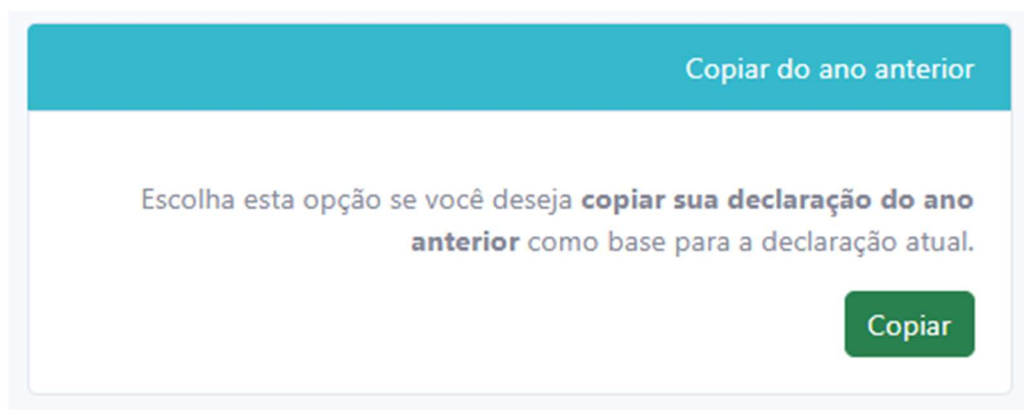 Copiar do ano anterior
Escolha esta opção se você deseja copiar sua declaração do ano
anterior como base para a declaração atual.
Copiar